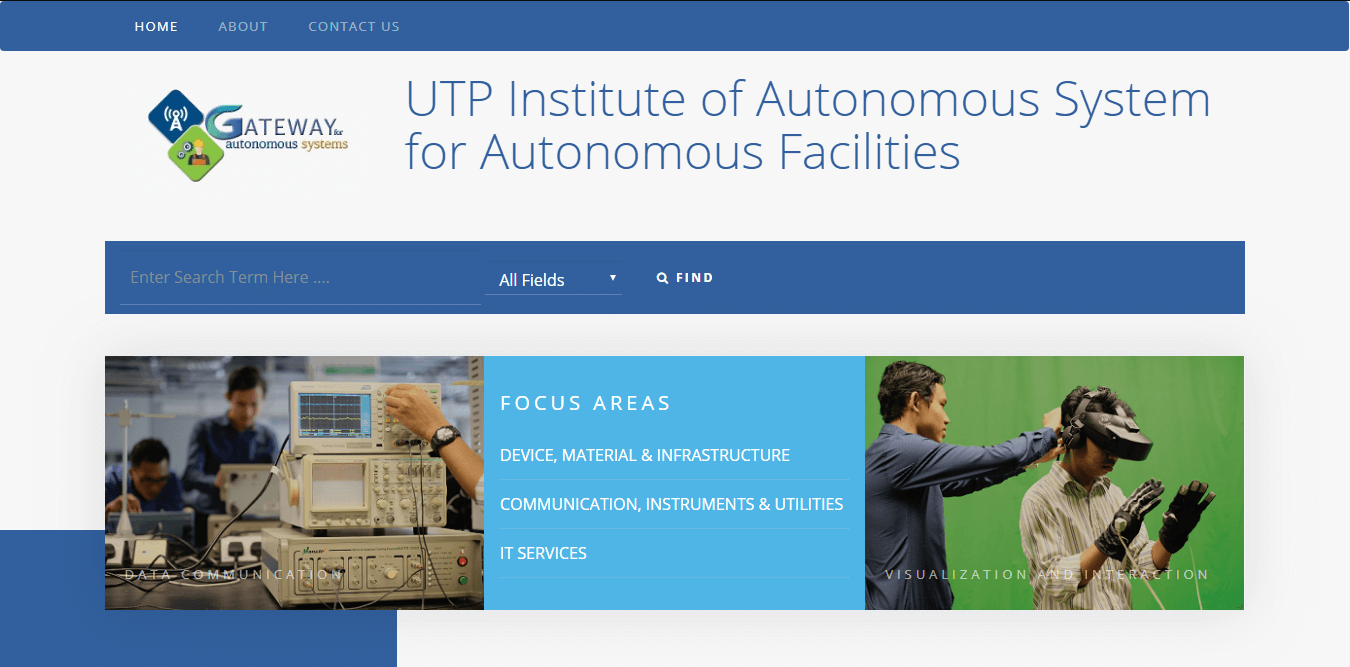 HOME ABOUT CONTACT US
UTP Institute of Autonomous System
for Autonomous Facilities
A
GATEWAY for
autonomous systems
Enter Search Term Here ....
All Fields
FIND
FOCUS AREAS
DEVICE, MATERIAL & INFRASTRUCTURE
COMMUNICATION, INSTRUMENTS & UTILITIES
IT SERVICES
DATA COMMUNICATION
VISUALIZATION AND INTERACTION